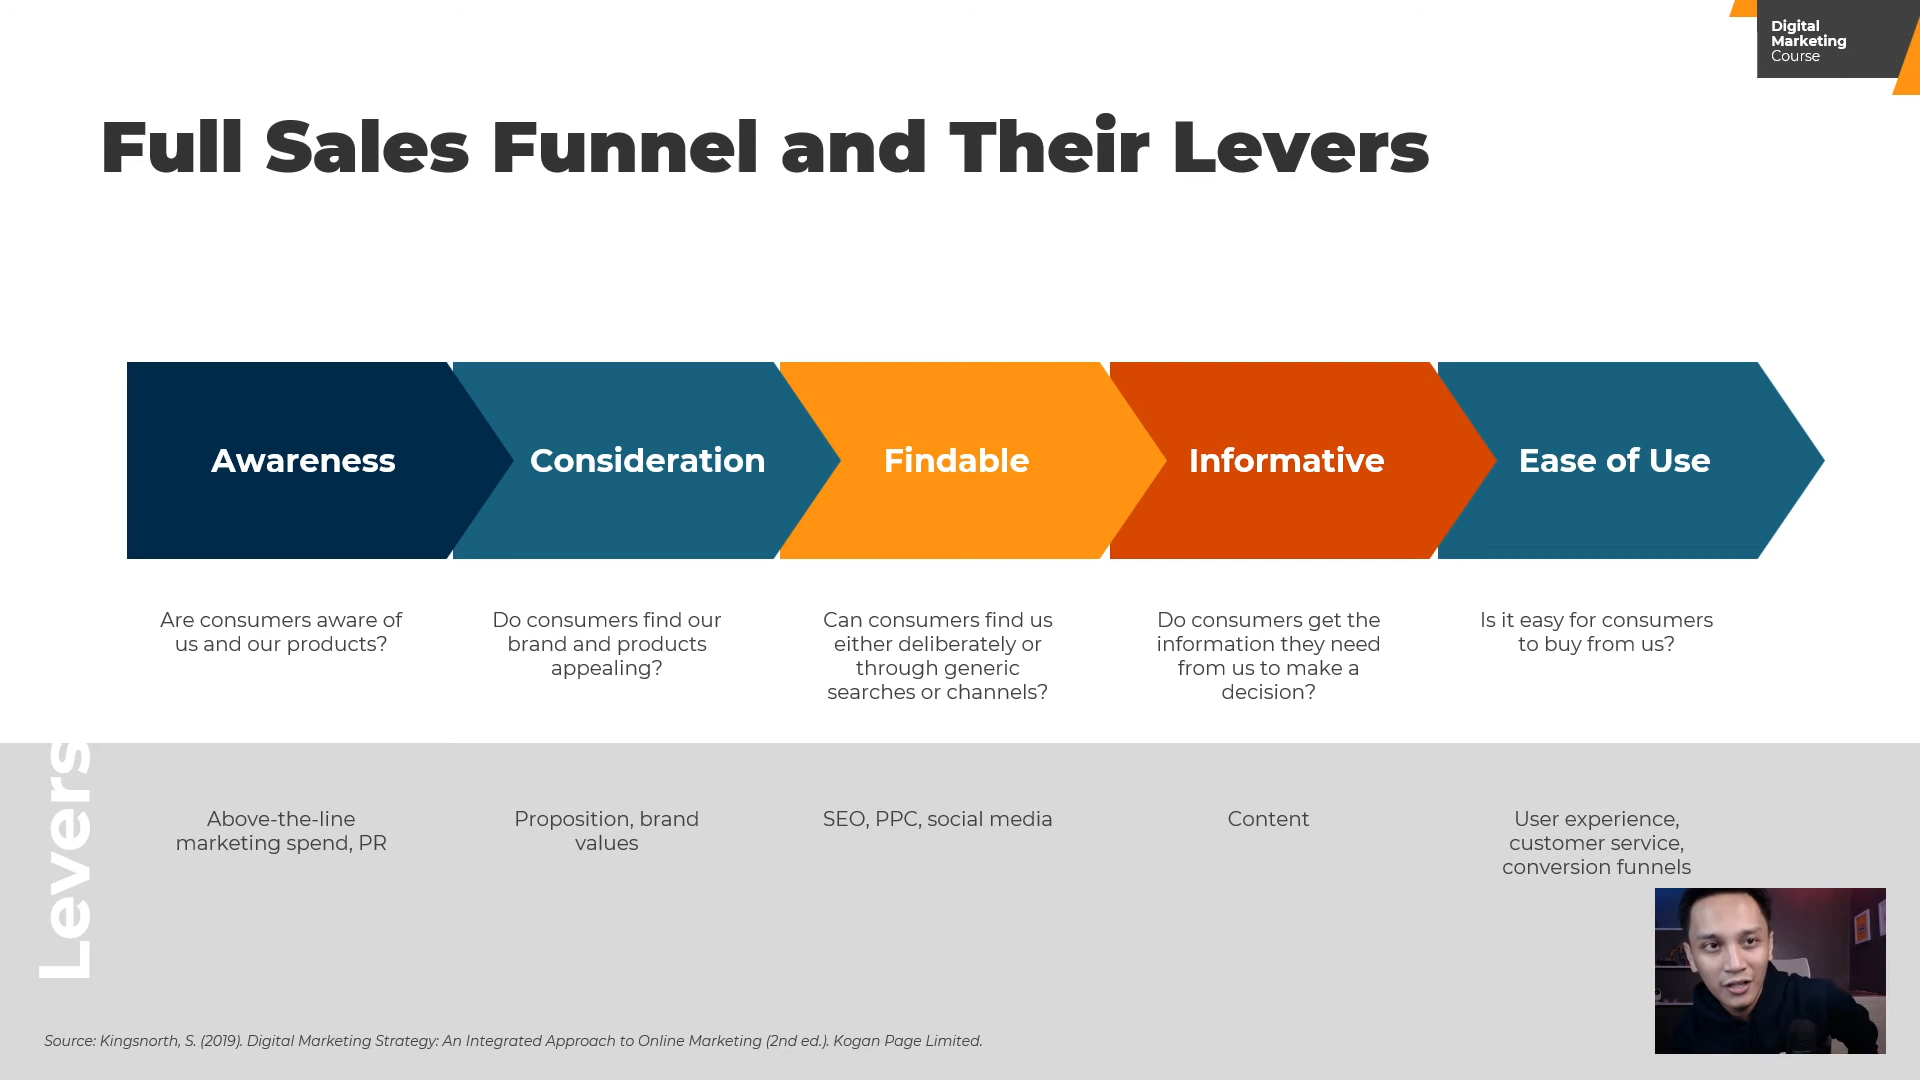 Digital
Marketing
Course
Full Sales Funnel and Their Levers
Awareness
Consideration
Findable
Informative
Ease of Use
Are consumers aware of
us and our products?
Do consumers find our
brand and products
appealing?
Can consumers find us
either deliberately or
through generic
searches or channels?
Do consumers get the
information they need
from us to make a
decision?
Is it easy for consumers
to buy from us?
Levers
Above-the-line
marketing spend, PR
Proposition, brand
values
SEO, PPC, social media
Content
User experience,
customer service,
conversion funnels
Source: Kingsnorth, S. (2019). Digital Marketing Strategy: An Integrated Approach to Online Marketing (2nd ed.). Kogan Page Limited.